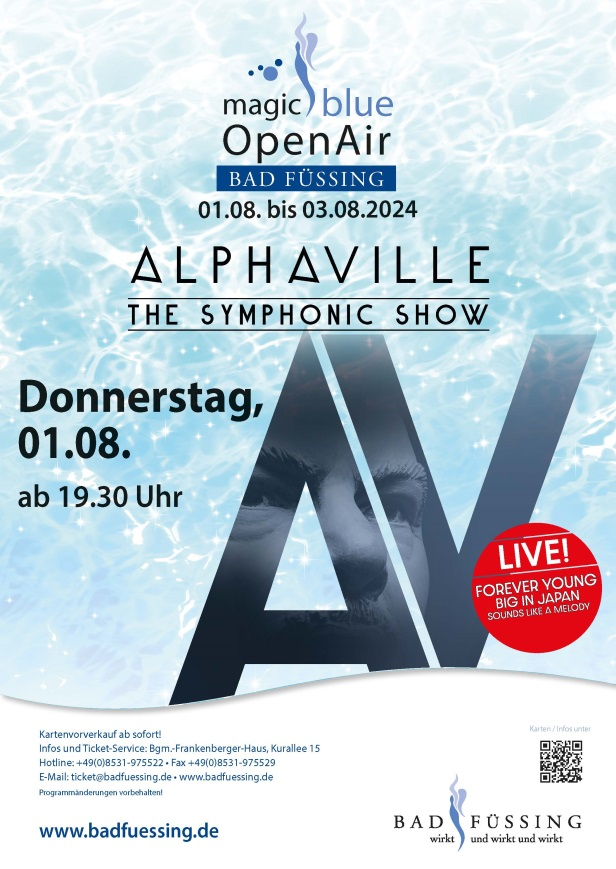 magic blue
OpenAir
BAD FÜSSING
01.08. bis 03.08.2024
ALPHAVILLE
THE SYMPHONIC SHOW
Donnerstag,
01.08.
ab 19.30 Uhr
AV
LIVE!
FOREVER YOUNG
BIG IN JAPAN
SOUNDS LIKE A MELODY
Kartenvorverkauf ab sofort!
Infos und Ticket-Service: Bgm.-Frankenberger-Haus, Kurallee 15
Hotline: +49(0)8531-975522 • Fax +49(0)8531-975529
E-Mail: ticket@badfuessing.de • www.badfuessing.de
Programmänderungen vorbehalten!
www.badfuessing.de
Karten / Infos unter
BAD FÜSSING
wirkt und wirkt und wirkt